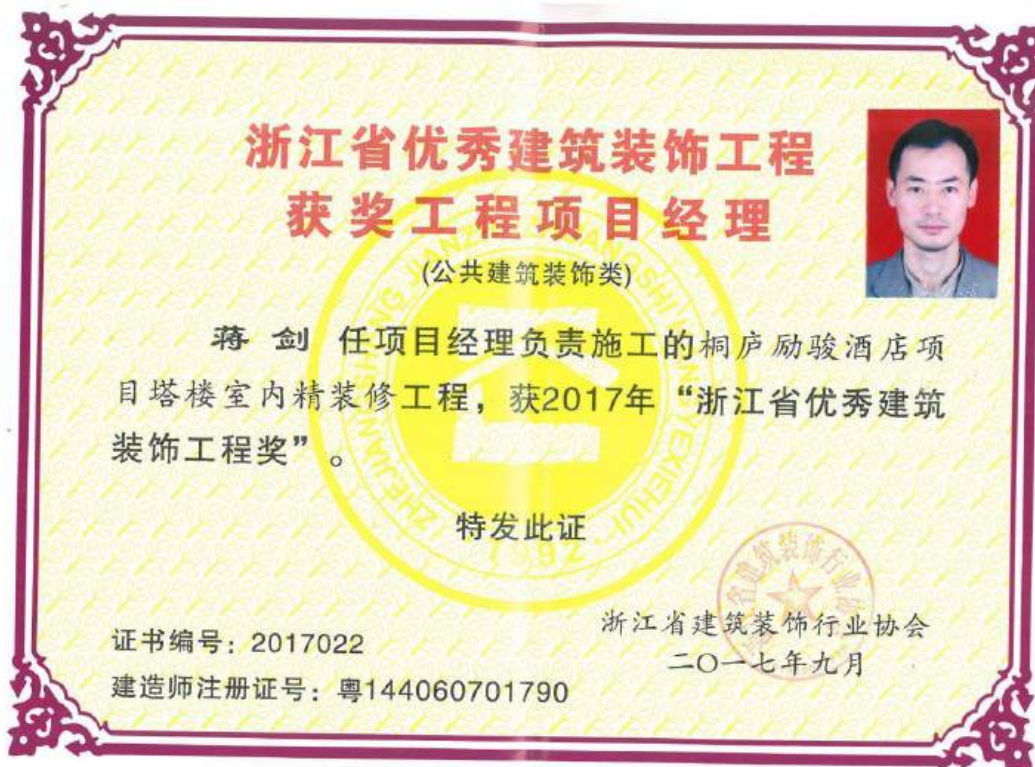 浙江省优秀建筑装饰工程
获奖工程项目经理
(公共建筑装饰类)
蒋 剑 任项目经理负责施工的桐庐励骏酒店项
目塔楼室内精装修工程，获2017年“浙江省优秀建筑
装饰工程奖”。
特发此证
浙江省建筑装饰行业协会
二〇一七年九月
证书编号：2017022
建造师注册证号：粤144060701790